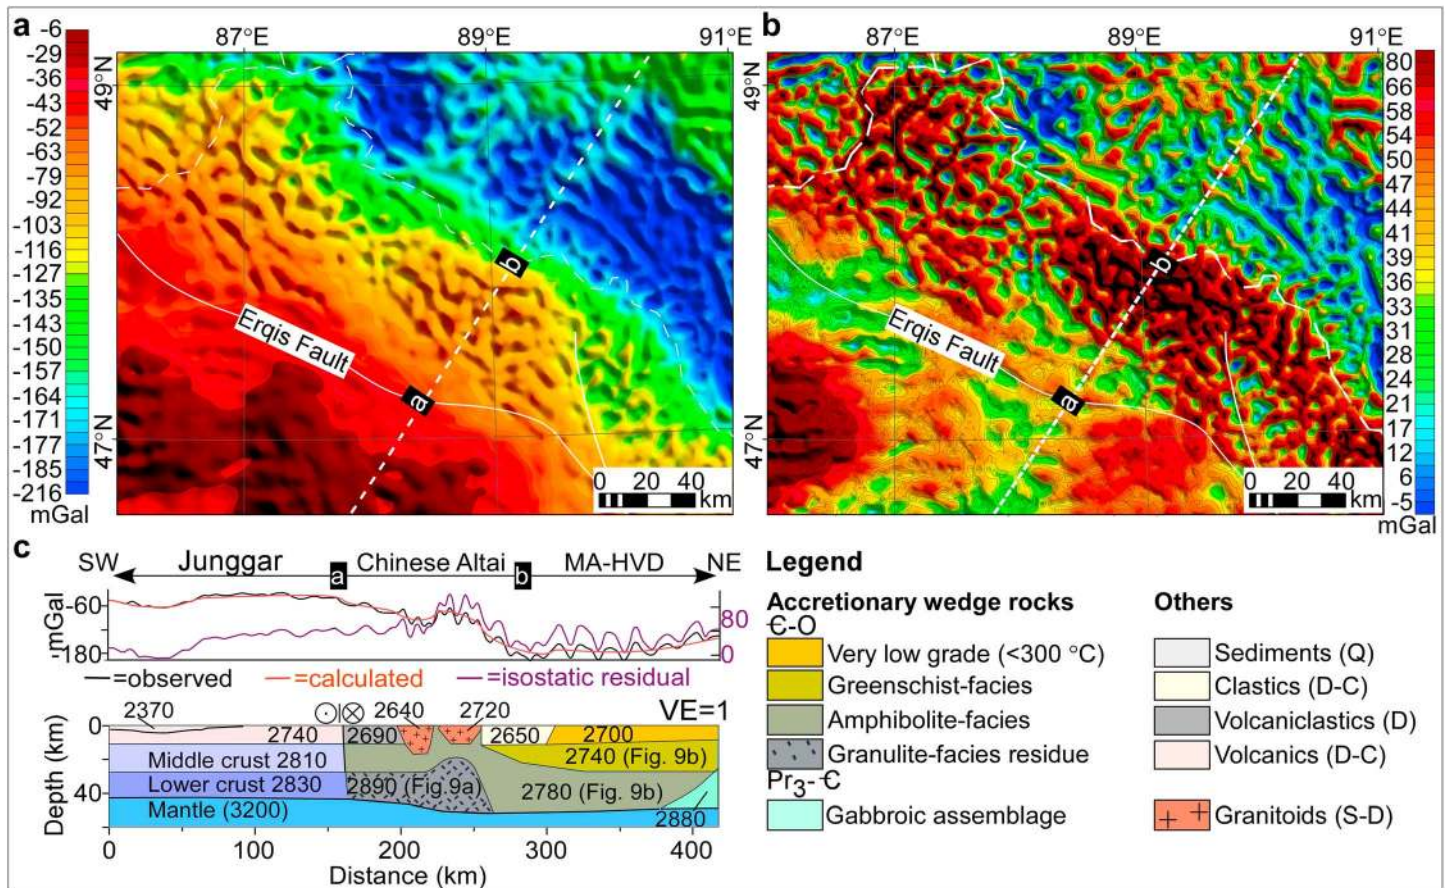 a
b
-6
-29
-36
-43
-52
-63
-79
-92
-103
-116
-127
-135
-143
-150
-157
-164
-171
-177
-185
-216
mGal
87°E
89°E
91°E
49°N
47°N
Erqis Fault
a
b
0 20 40
km
87°E
89°E
91°E
49°N
47°N
Erqis Fault
a
b
0 20 40
km
80
66
58
54
50
47
44
41
39
36
33
31
28
24
21
17
12
6
-5
mGal
c
SW Junggar a Chinese Altai b MA-HVD NE
mGal
-60
-180
80
0
=observed =calculated =isostatic residual
2370 2640 2720 VE=1
2740 2690 2650 2700
Middle crust 2810 2740 (Fig. 9b)
Lower crust 2830 2890 (Fig.9a) 2780 (Fig. 9b)
Mantle (3200) 2880
Depth (km)
0
40
0 100 200 300 400
Distance (km)
Legend
Accretionary wedge rocks
Є-O
Very low grade (<300 °C)
Greenschist-facies
Amphibolite-facies
Granulite-facies residue
Pr₃-Є
Gabbroic assemblage
Others
Sediments (Q)
Clastics (D-C)
Volcaniclastics (D)
Volcanics (D-C)
Granitoids (S-D)